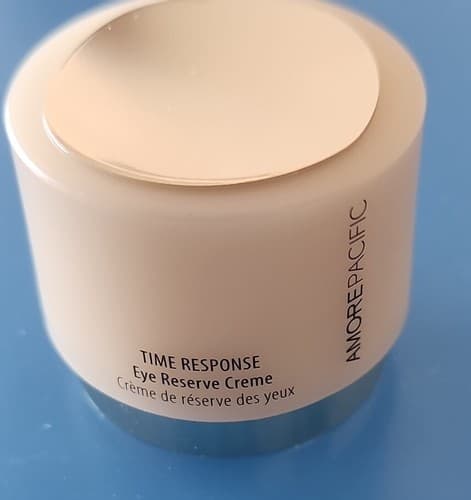 TIME RESPONSE
Eye Reserve Creme
Crème de réserve des yeux
AMOREPACIFIC